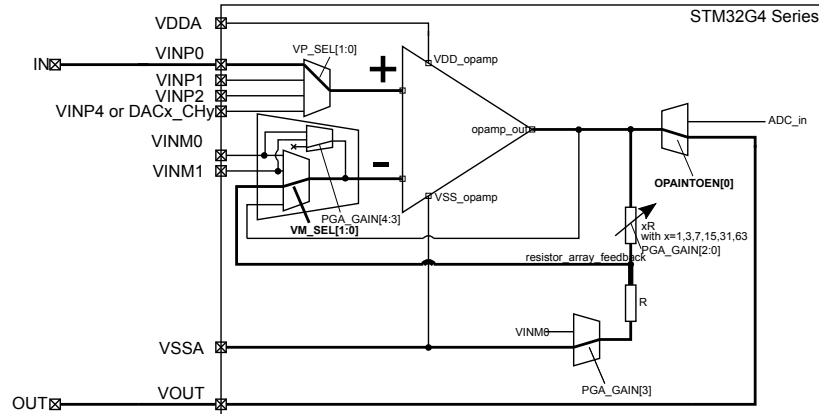 STM32G4 Series
VDDA
VINP0
IN
VP_SEL[1:0]
+
VDD_opamp
VINP1
VINP2
VINP4 or DACx_CHy
ADC_in
opamp_out
VINM0
-
VINM1
OPAINTOEN[0]
VSS_opamp
PGA_GAIN[4:3]
VM_SEL[1:0]
xR
with x=1,3,7,15,31,63
PGA_GAIN[2:0]
resistor_array_feedback
R
VINM0
VSSA
PGA_GAIN[3]
VOUT
OUT